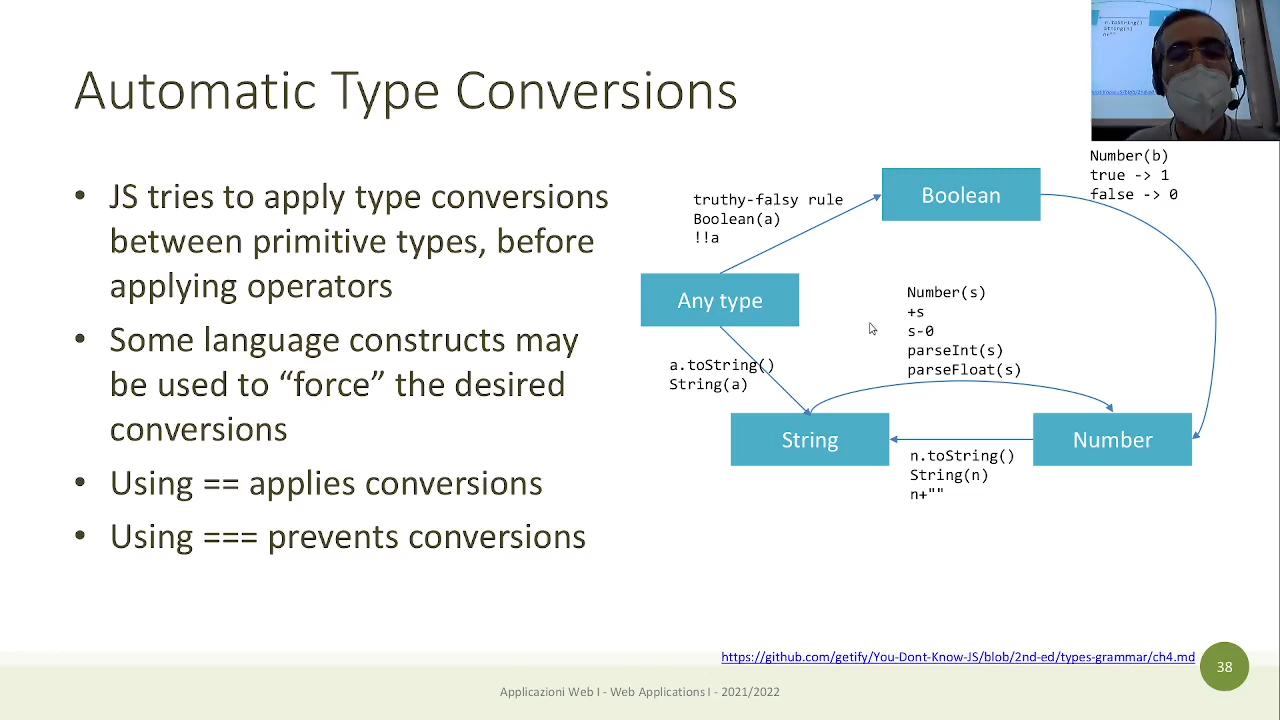 Automatic Type Conversions
• JS tries to apply type conversions
between primitive types, before
applying operators
• Some language constructs may
be used to “force” the desired
conversions
• Using == applies conversions
• Using === prevents conversions
n.toString()
String(n)
n+""
Number(b)
true -> 1
false -> 0
truthy-falsy rule
Boolean(a)
!!a
Boolean
Any type
Number(s)
+s
s-0
parseInt(s)
parseFloat(s)
a.toString()
String(a)
String
Number
n.toString()
String(n)
n+""
https://github.com/getify/You-Dont-Know-JS/blob/2nd-ed/types-grammar/ch4.md
38
Applicazioni Web I - Web Applications I - 2021/2022